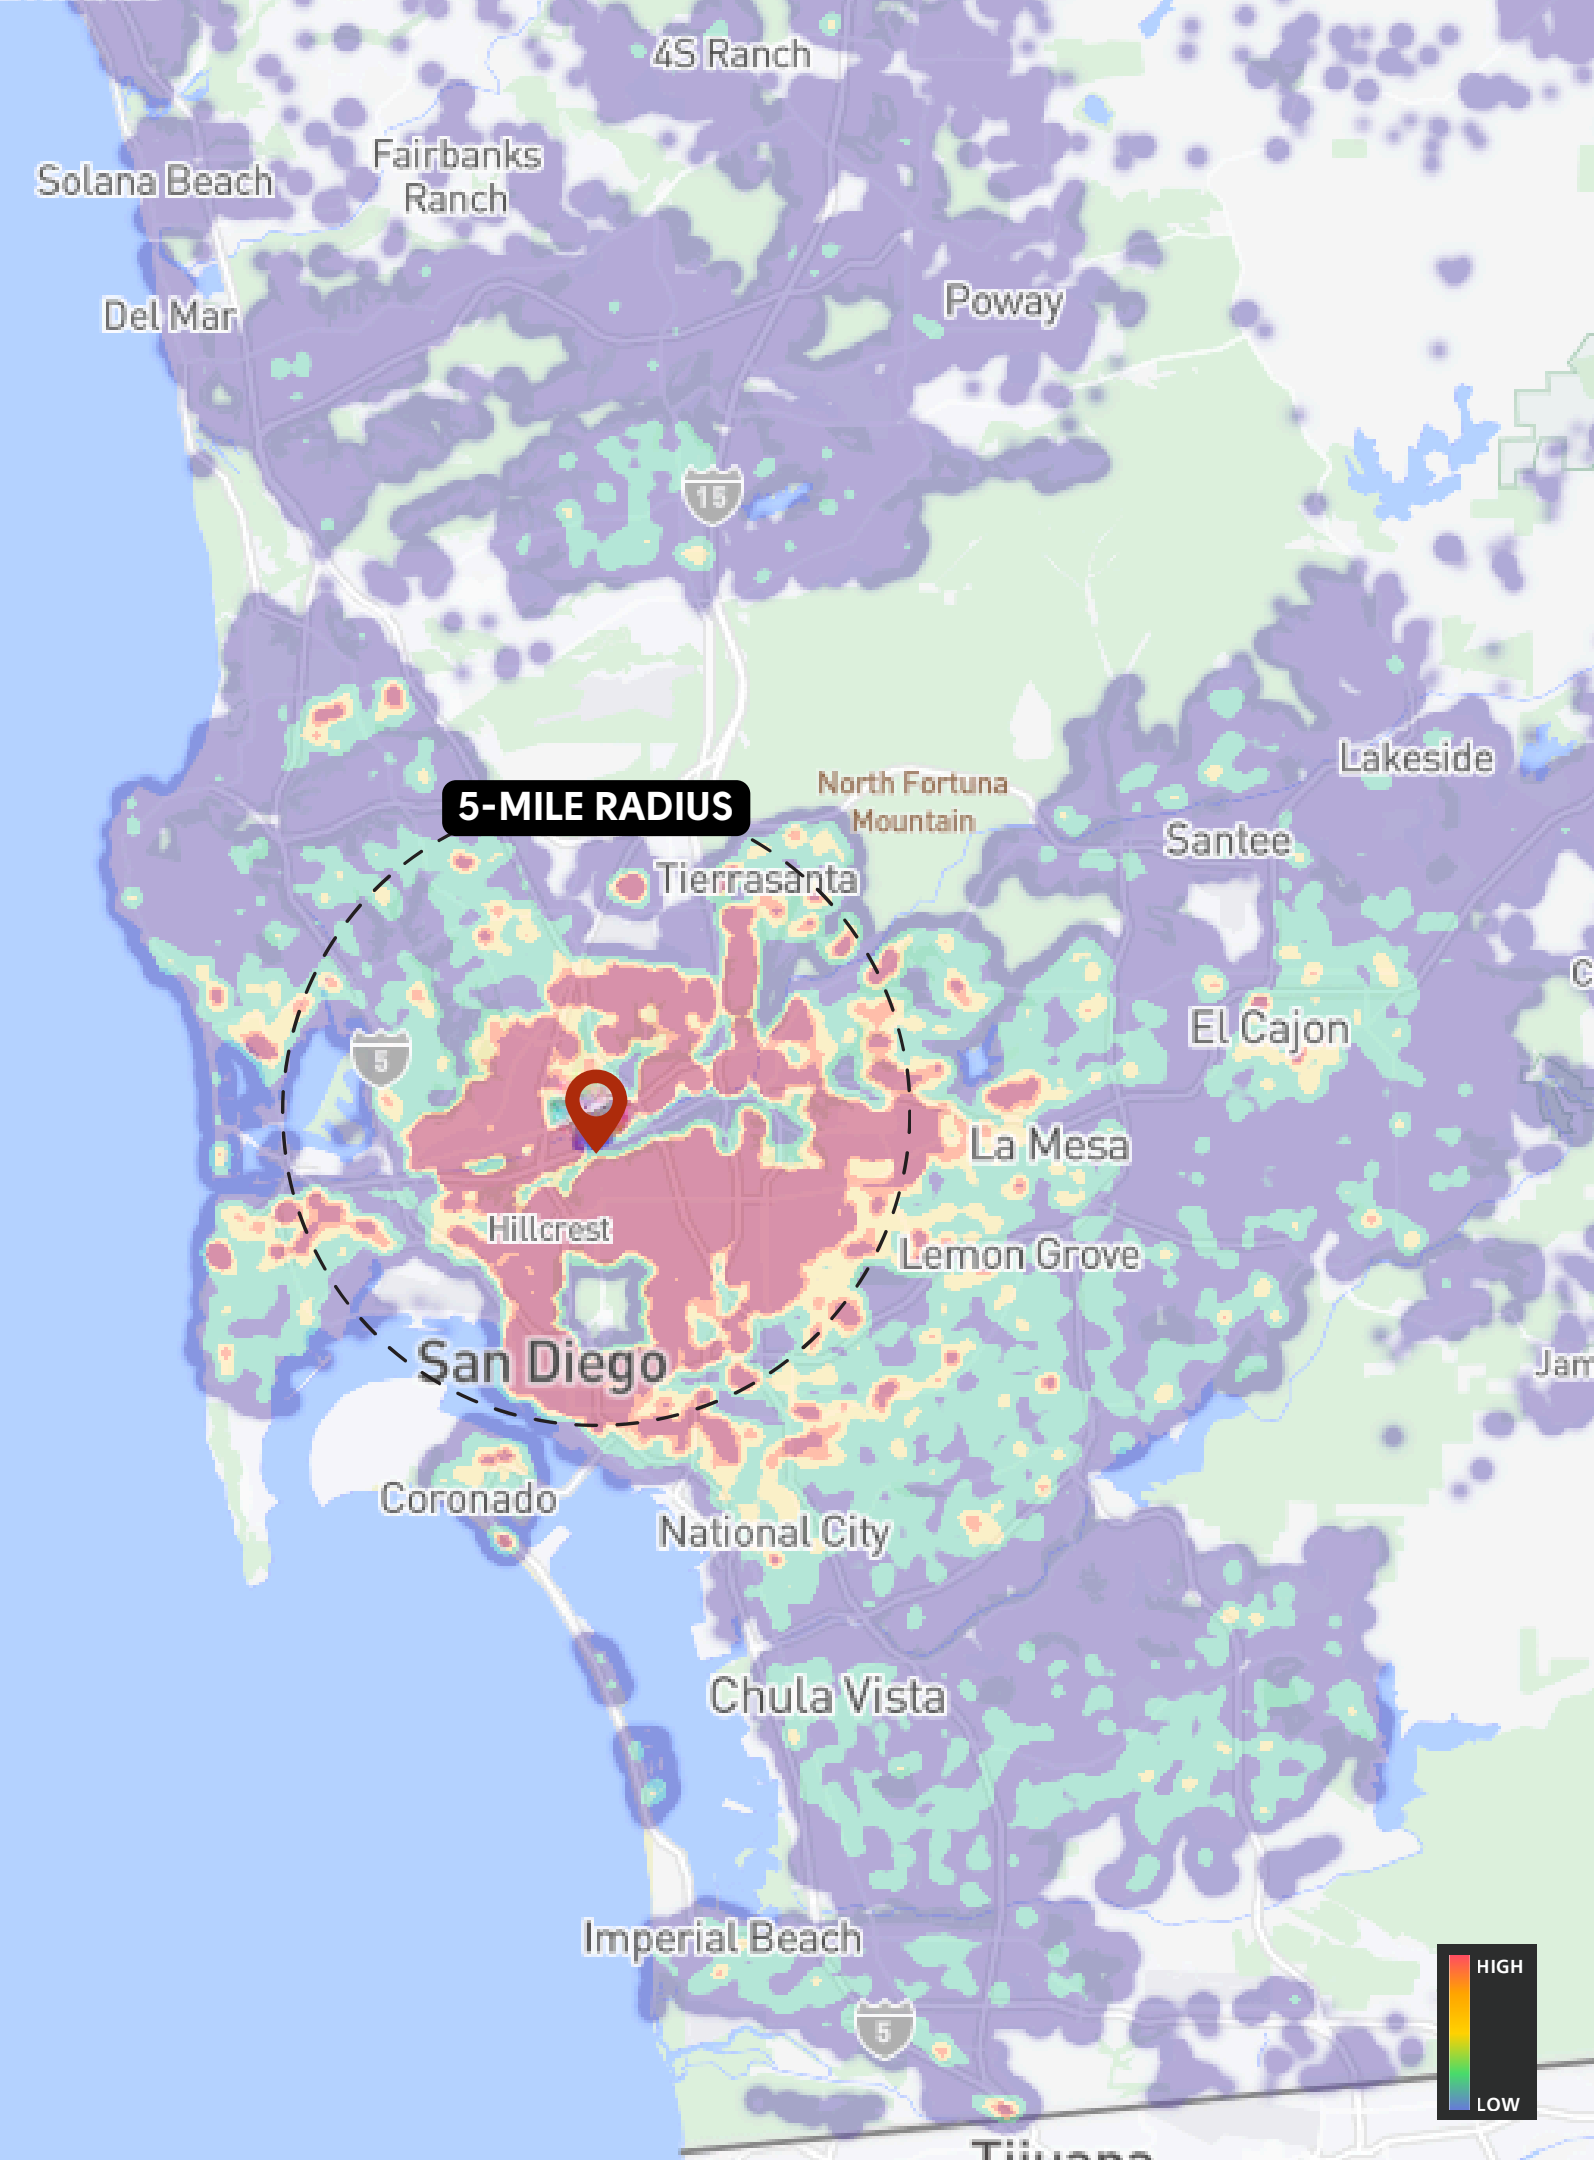 4S Ranch
Fairbanks
Ranch
Solana Beach
Del Mar
Poway
15
Lakeside
North Fortuna
Mountain
5-MILE RADIUS
Santee
Tierrasanta
C
El Cajon
5
La Mesa
Hillcrest
Lemon Grove
San Diego
Jam
Coronado
National City
Chula Vista
Imperial Beach
HIGH
5
LOW
Tijuana